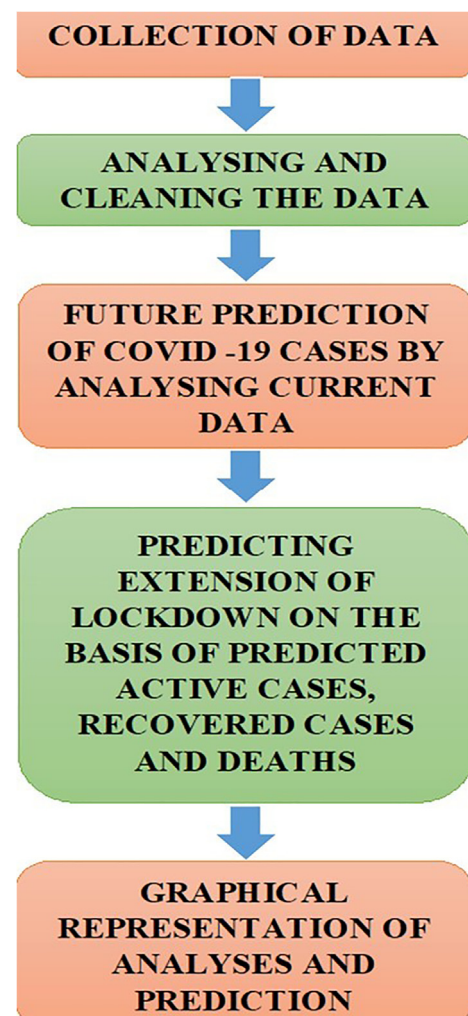 COLLECTION OF DATA
ANALYSING AND
CLEANING THE DATA
FUTURE PREDICTION
OF COVID -19 CASES BY
ANALYSING CURRENT
DATA
PREDICTING
EXTENSION OF
LOCKDOWN ON THE
BASIS OF PREDICTED
ACTIVE CASES,
RECOVERED CASES
AND DEATHS
GRAPHICAL
REPRESENTATION OF
ANALYSES AND
PREDICTION